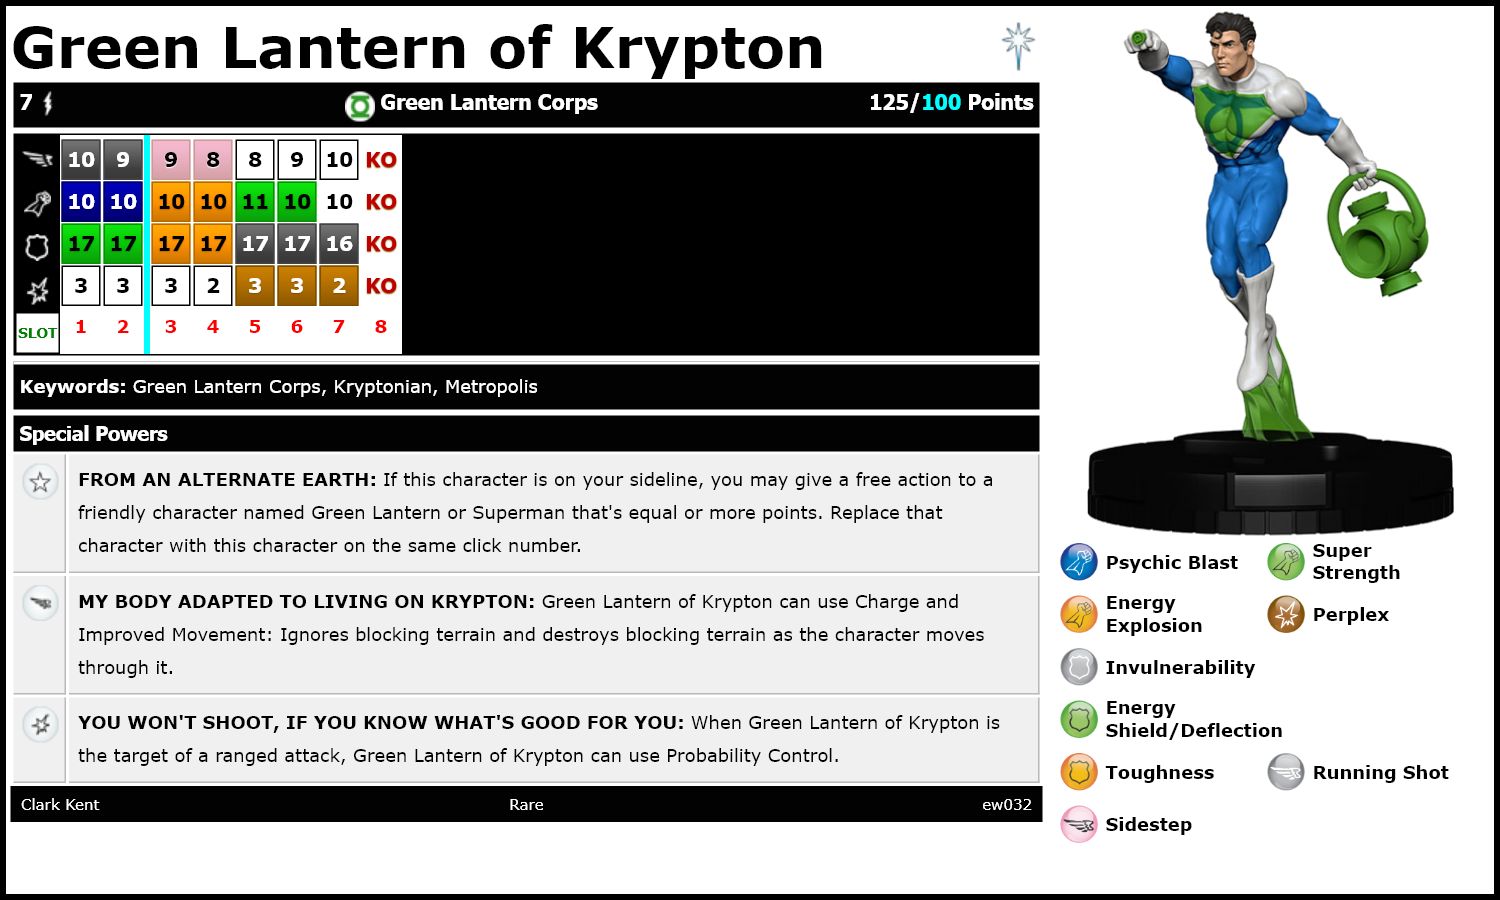 Green Lantern of Krypton
7 Green Lantern Corps 125/100 Points
10 9 9 8 8 9 10 KO
10 10 10 10 11 10 10 KO
17 17 17 17 17 17 16 KO
3 3 3 2 3 3 2 KO
SLOT 1 2 3 4 5 6 7 8
Keywords: Green Lantern Corps, Kryptonian, Metropolis
Special Powers
FROM AN ALTERNATE EARTH: If this character is on your sideline, you may give a free action to a
friendly character named Green Lantern or Superman that's equal or more points. Replace that
character with this character on the same click number.
MY BODY ADAPTED TO LIVING ON KRYPTON: Green Lantern of Krypton can use Charge and
Improved Movement: Ignores blocking terrain and destroys blocking terrain as the character moves
through it.
YOU WON'T SHOOT, IF YOU KNOW WHAT'S GOOD FOR YOU: When Green Lantern of Krypton is
the target of a ranged attack, Green Lantern of Krypton can use Probability Control.
Clark Kent Rare ew032
Psychic Blast
Super
Strength
Energy
Explosion
Perplex
Invulnerability
Energy
Shield/Deflection
Toughness
Running Shot
Sidestep